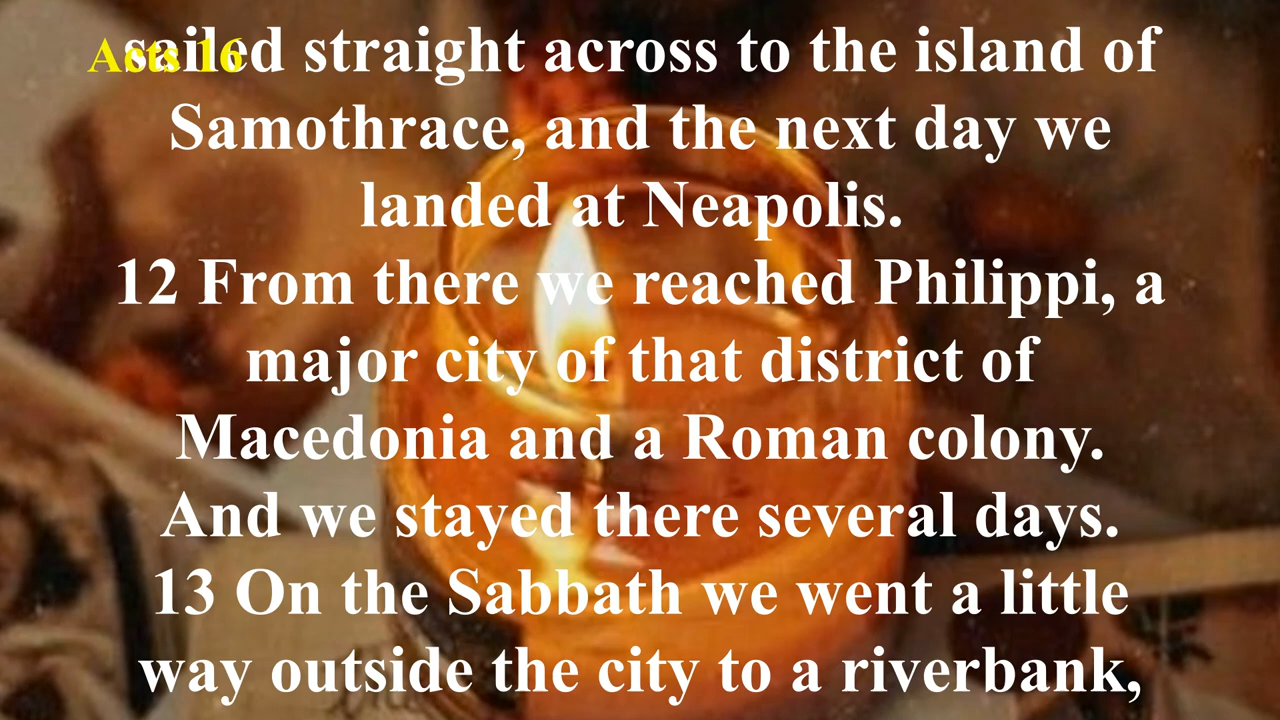 Acts 16
sailed straight across to the island of
Samothrace, and the next day we
landed at Neapolis.
12 From there we reached Philippi, a
major city of that district of
Macedonia and a Roman colony.
And we stayed there several days.
13 On the Sabbath we went a little
way outside the city to a riverbank,